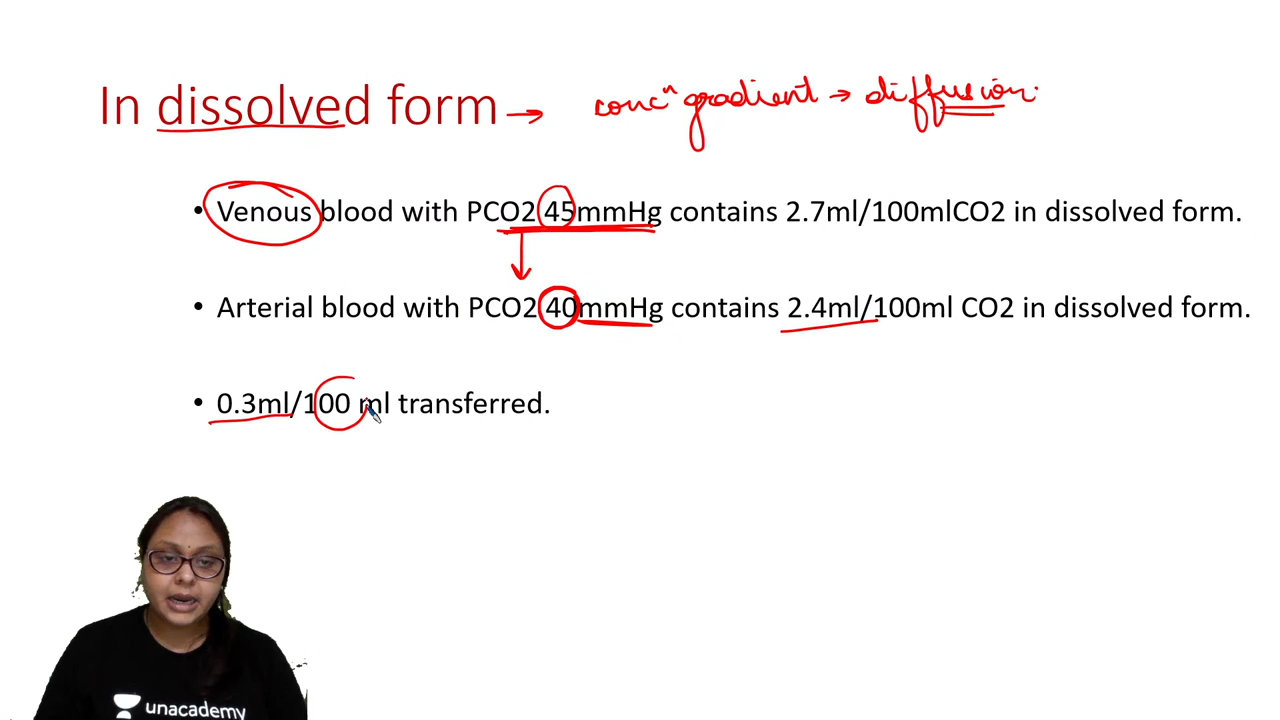 In dissolved form → concⁿ gradient → diffusion.
• Venous blood with PCO2 45mmHg contains 2.7ml/100mlCO2 in dissolved form.
• Arterial blood with PCO2 40mmHg contains 2.4ml/100ml CO2 in dissolved form.
• 0.3ml/100 ml transferred.
unacademy